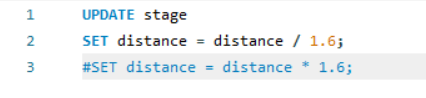 1 UPDATE stage
2 SET distance = distance / 1.6;
3 #SET distance = distance * 1.6;